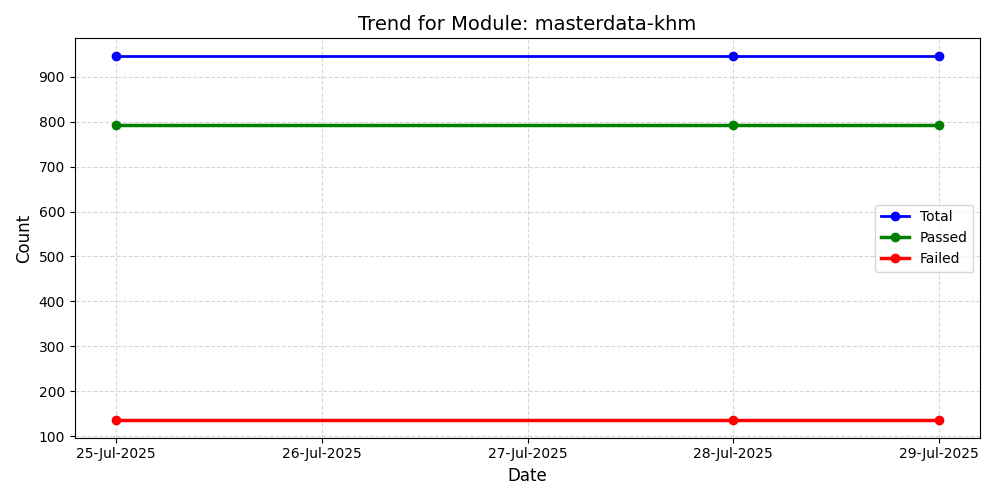 Trend for Module: masterdata-khm
Count
900
800
700
600
500
400
300
200
100
Total
Passed
Failed
25-Jul-2025 26-Jul-2025 27-Jul-2025 28-Jul-2025 29-Jul-2025
Date